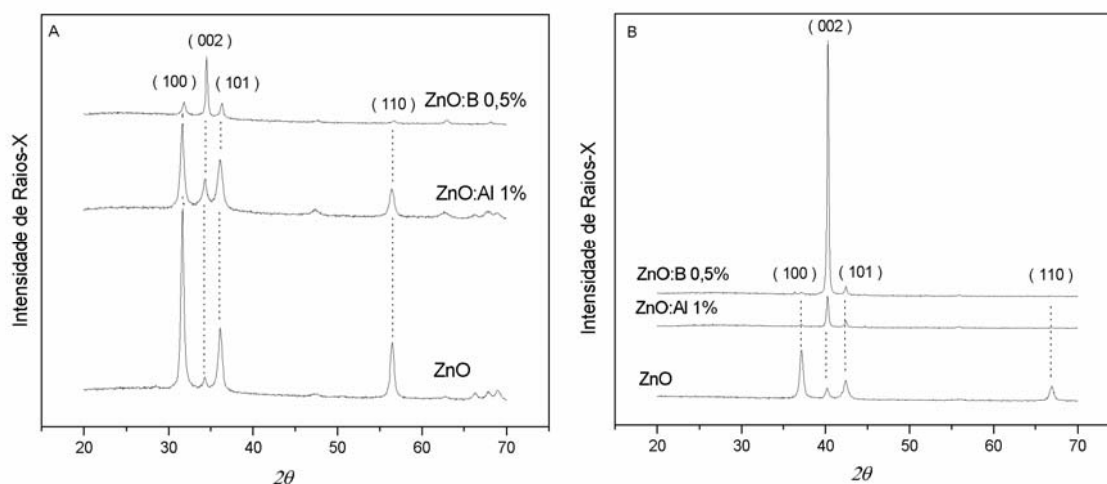 A
( 002 )
( 100 )
( 101 )
ZnO:B 0,5%
( 110 )
ZnO:Al 1%
ZnO
Intensidade de Raios-X
20 30 40 50 60 70
2θ
B
( 002 )
ZnO:B 0,5%
( 100 )
( 101 )
( 110 )
ZnO:Al 1%
ZnO
Intensidade de Raios-X
20 30 40 50 60 70
2θ